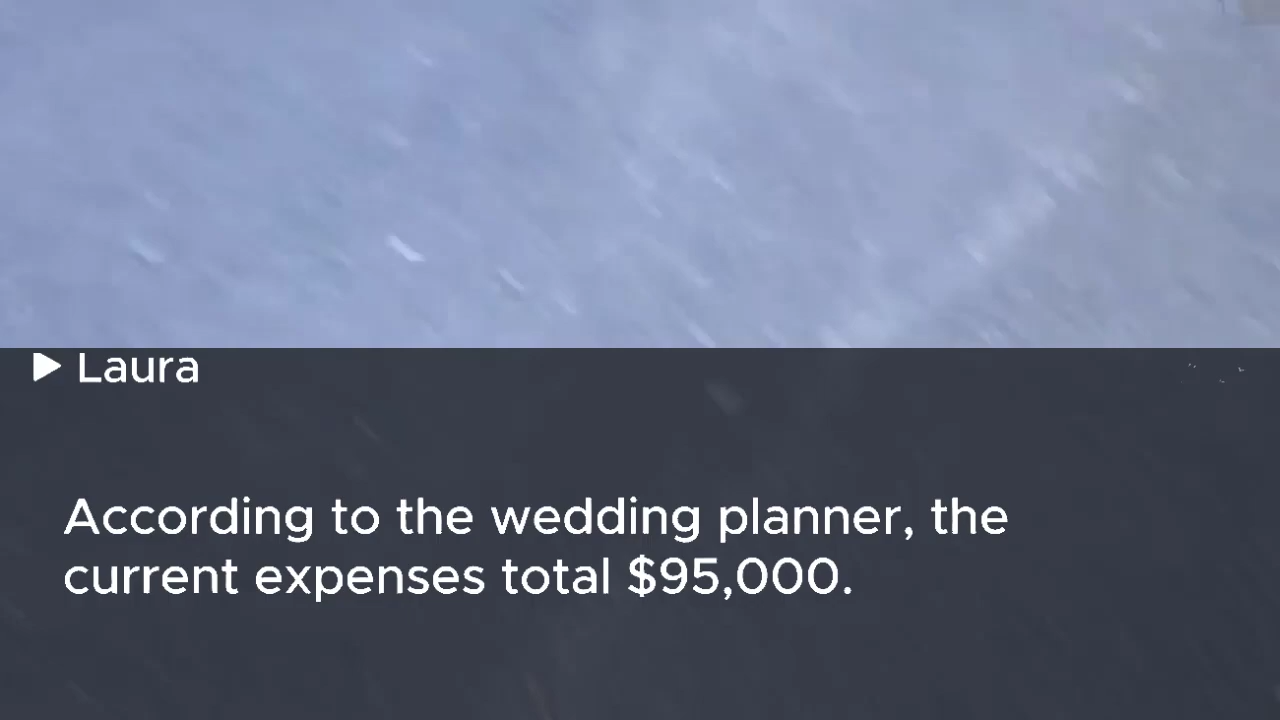 Laura
According to the wedding planner, the
current expenses total $95,000.